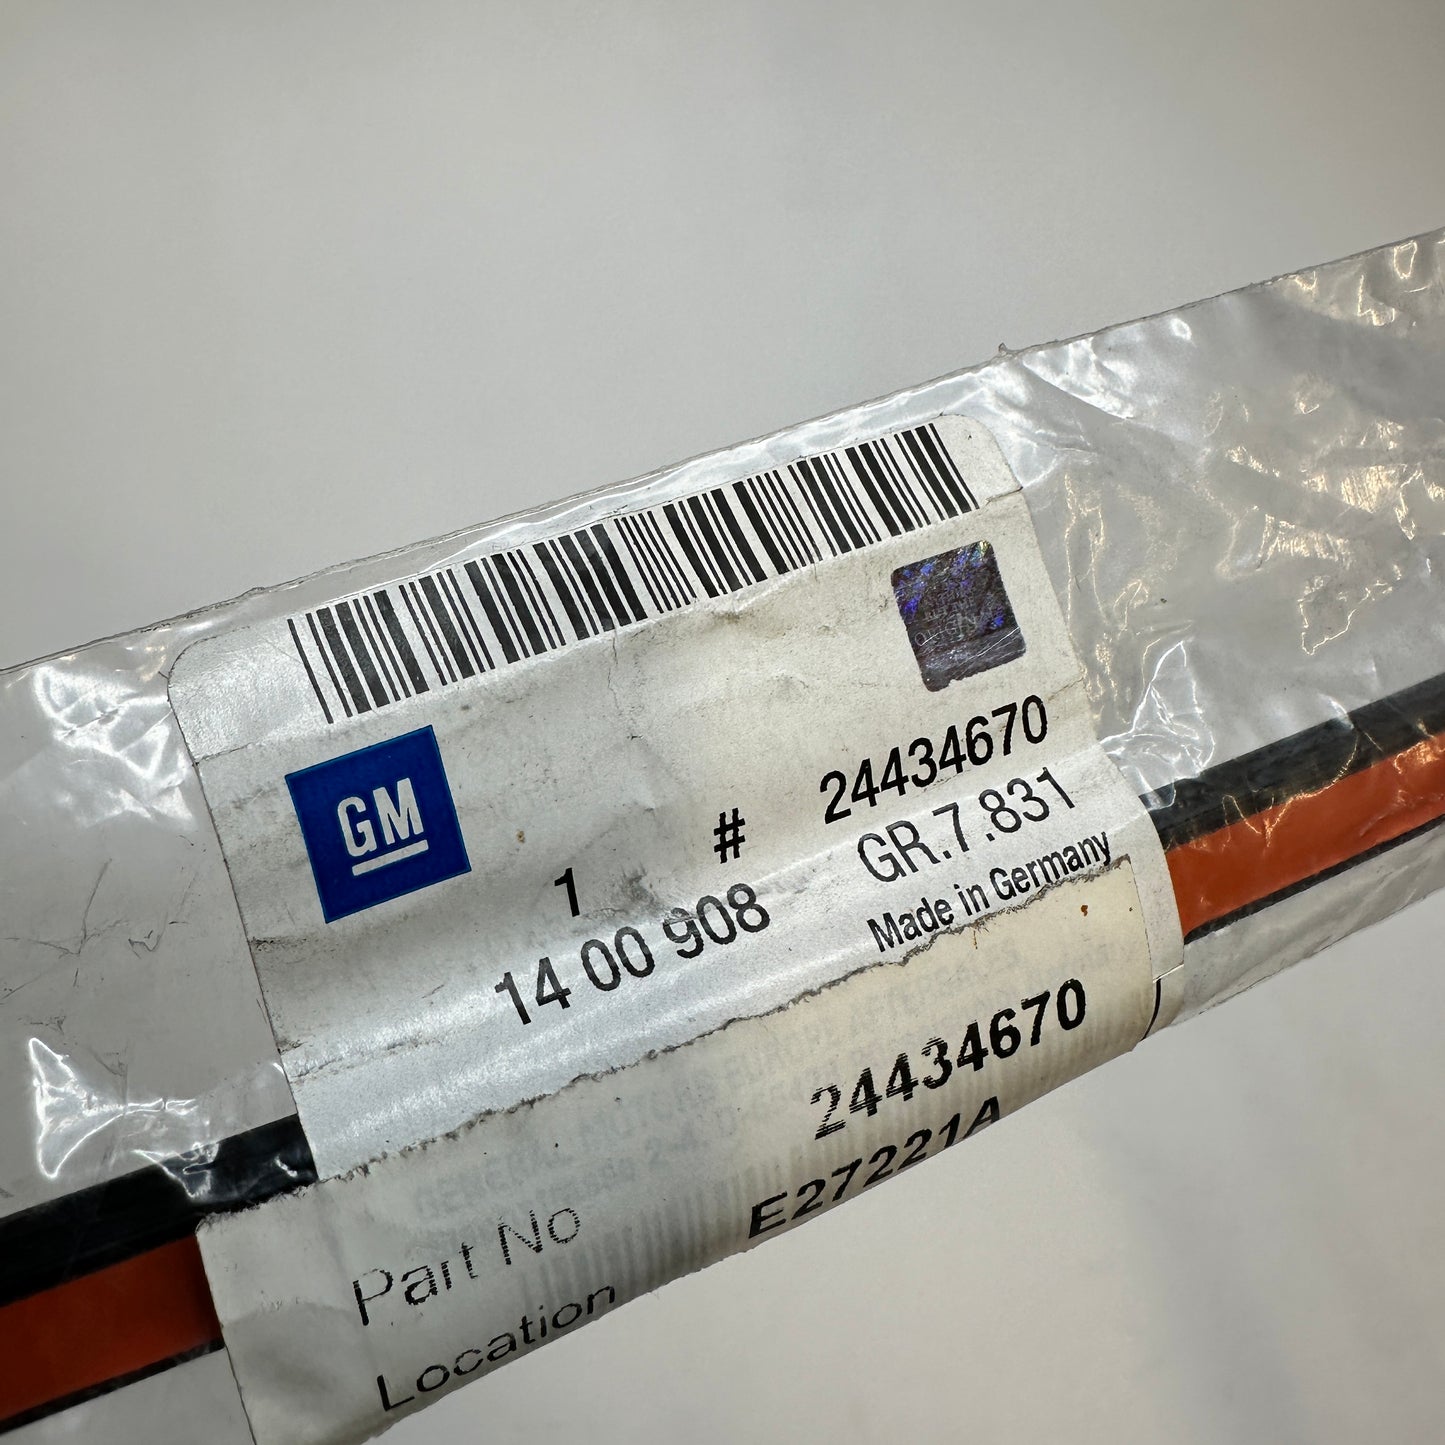 GM
1 # 24434670
14 00 908 GR.7.831
Made in Germany
Part No 24434670
Location E27221A